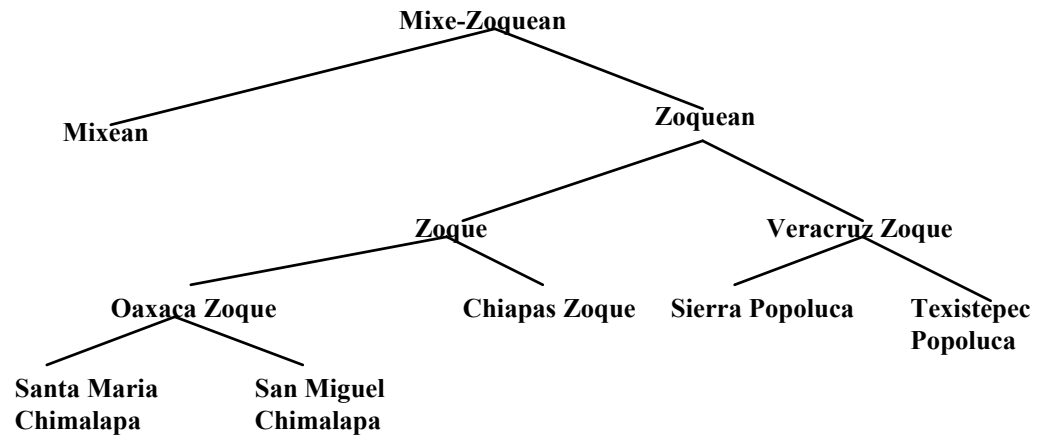 Mixe-Zoquean
Mixean
Zoquean
Zoque
Veracruz Zoque
Oaxaca Zoque
Chiapas Zoque
Sierra Popoluca
Texistepec
Popoluca
Santa Maria
Chimalapa
San Miguel
Chimalapa